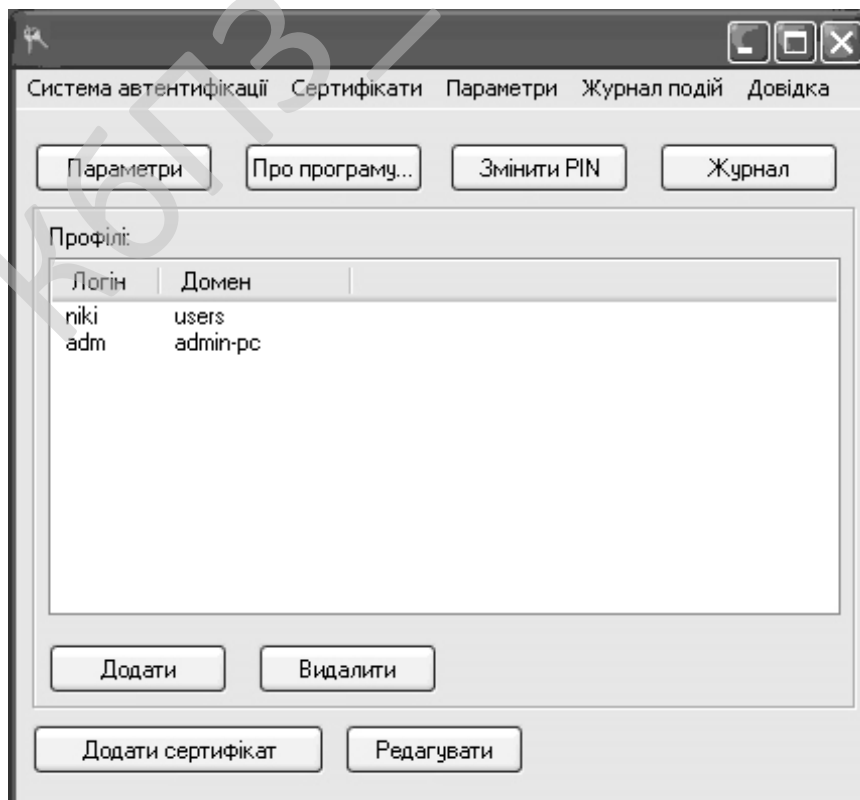 Система автентифікації Сертифікати Параметри Журнал подій Довідка
Параметри Про програму... Змінити PIN Журнал
Профілі:
Логін Домен
niki users
adm admin-pc
Додати Видалити
Додати сертифікат Редагувати
КбПЗ_